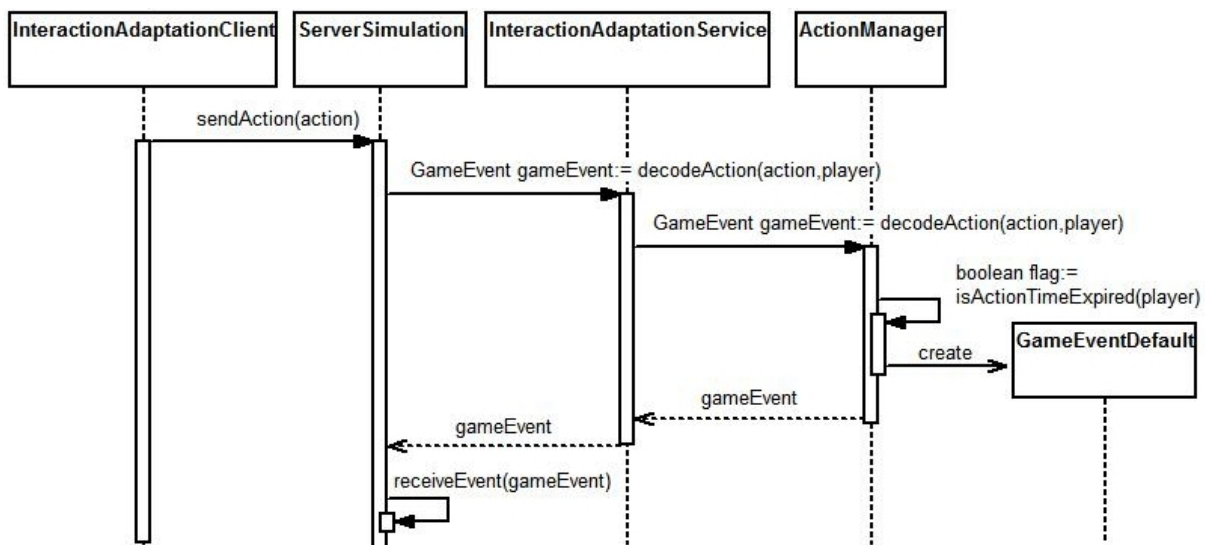 InteractionAdaptationClient
ServerSimulation
InteractionAdaptationService
ActionManager
sendAction(action)
GameEvent gameEvent:= decodeAction(action,player)
GameEvent gameEvent:= decodeAction(action,player)
boolean flag:=
isActionTimeExpired(player)
GameEventDefault
create
gameEvent
gameEvent
receiveEvent(gameEvent)